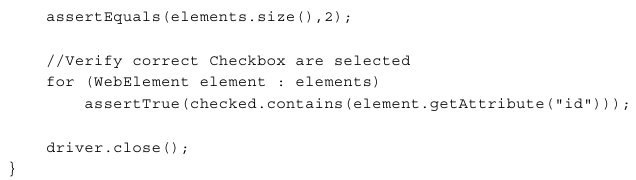 assertEquals(elements.size(),2);
//Verify correct Checkbox are selected
for (WebElement element : elements)
assertTrue(checked.contains(element.getAttribute("id")));
driver.close();
}